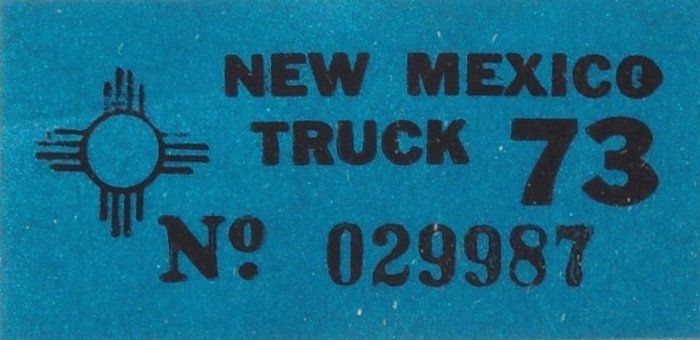 NEW MEXICO
TRUCK 73
Nº 029987